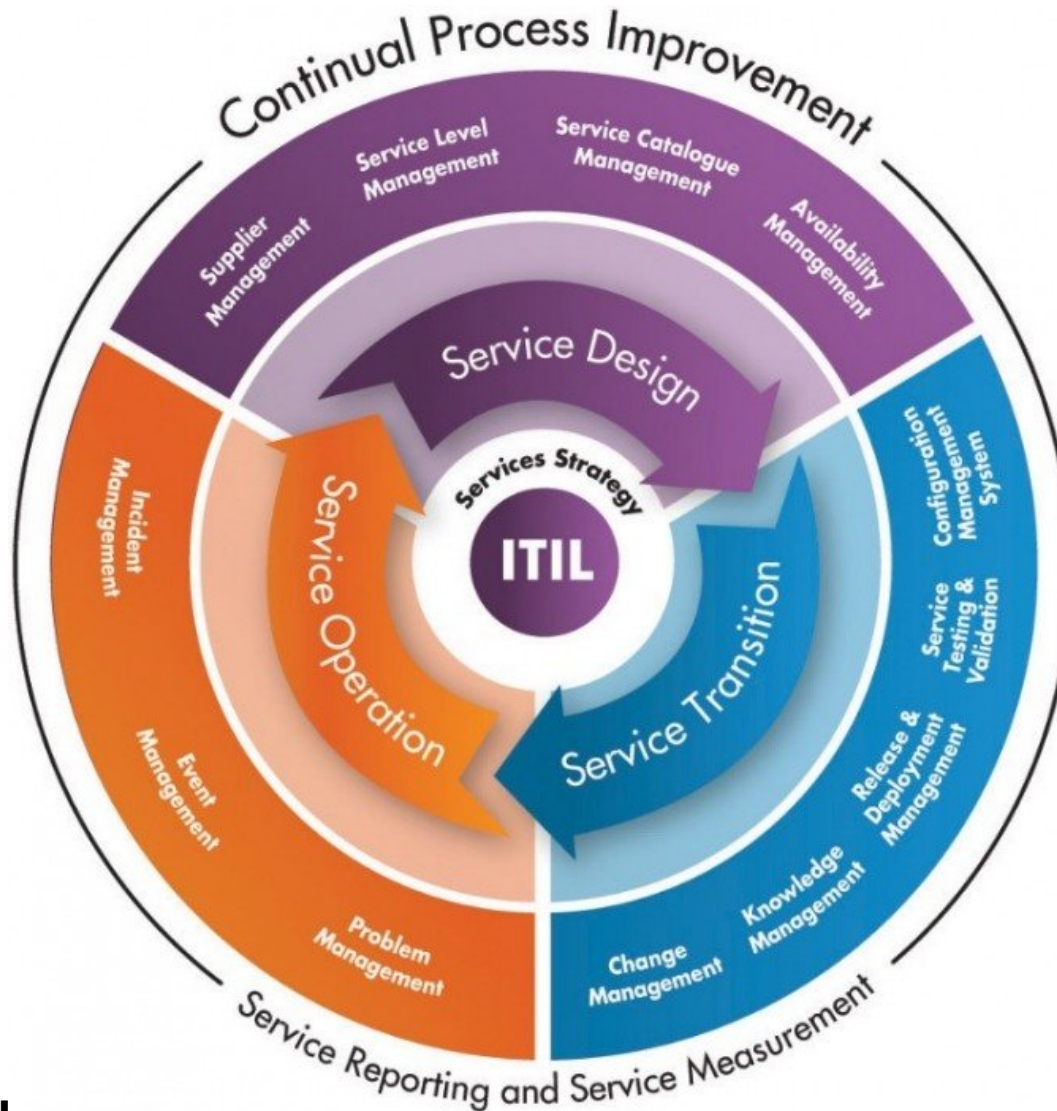 Continual Process Improvement
Supplier
Management
Service Level
Management
Service Catalogue
Management
Availability
Management
Service Design
Configuration
Management
System
Service
Testing &
Validation
Release &
Deployment
Management
Knowledge
Management
Change
Management
Service Transition
Problem
Management
Event
Management
Incident
Management
Service Operation
Services Strategy
ITIL
Service Reporting and Service Measurement